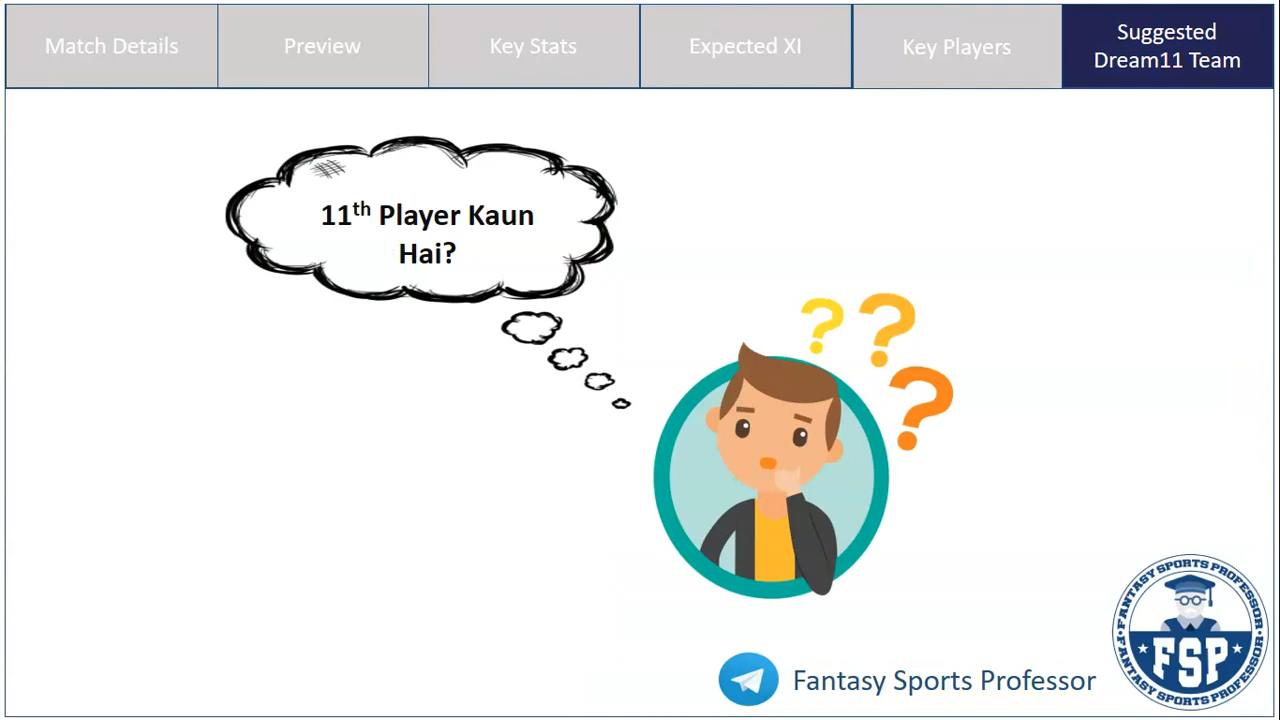 Match Details
Preview
Key Stats
Expected XI
Key Players
Suggested
Dream11 Team
11th Player Kaun
Hai?
? ? ?
Fantasy Sports Professor
•FANTASY SPORTS PROFESSOR•
FANTASY SPORTS PROFESSOR
FSP